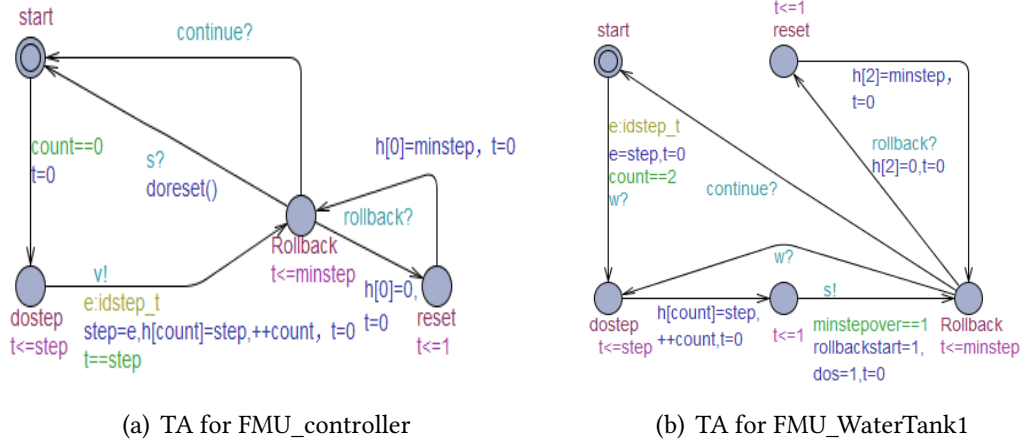 start
continue?
count==0
t=0
s?
doreset()
h[0]=minstep，t=0
rollback?
Rollback
t<=minstep
v!
e:idstep_t
step=e,h[count]=step,++count，t=0
t==step
dostep
t<=step
h[0]=0,
t=0
reset
t<=1
(a) TA for FMU_controller
t<=1
reset
start
h[2]=minstep，
t=0
e:idstep_t
e=step,t=0
count==2
w?
rollback?
h[2]=0,t=0
continue?
w?
s!
dostep
t<=step
h[count]=step,
++count,t=0
t<=1
minstepover==1
rollbackstart=1,
dos=1,t=0
Rollback
t<=minstep
(b) TA for FMU_WaterTank1